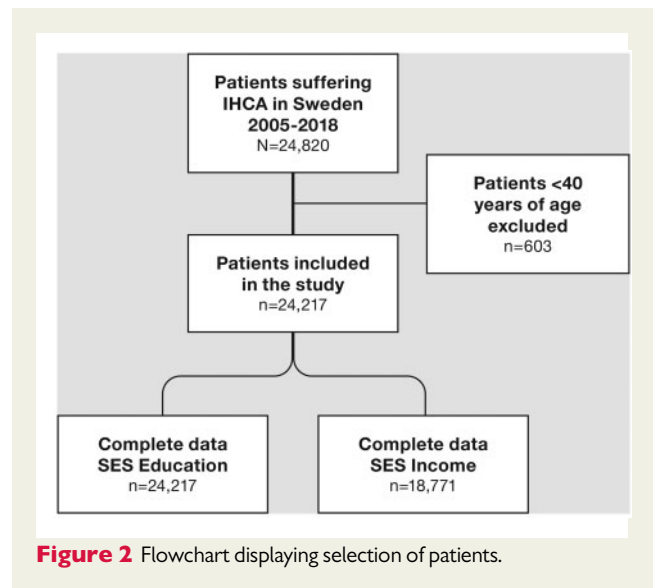 Patients suffering
IHCA in Sweden
2005-2018
N=24,820
Patients <40
years of age
excluded
n=603
Patients included
in the study
n=24,217
Complete data
SES Education
n=24,217
Complete data
SES Income
n=18,771
Figure 2 Flowchart displaying selection of patients.